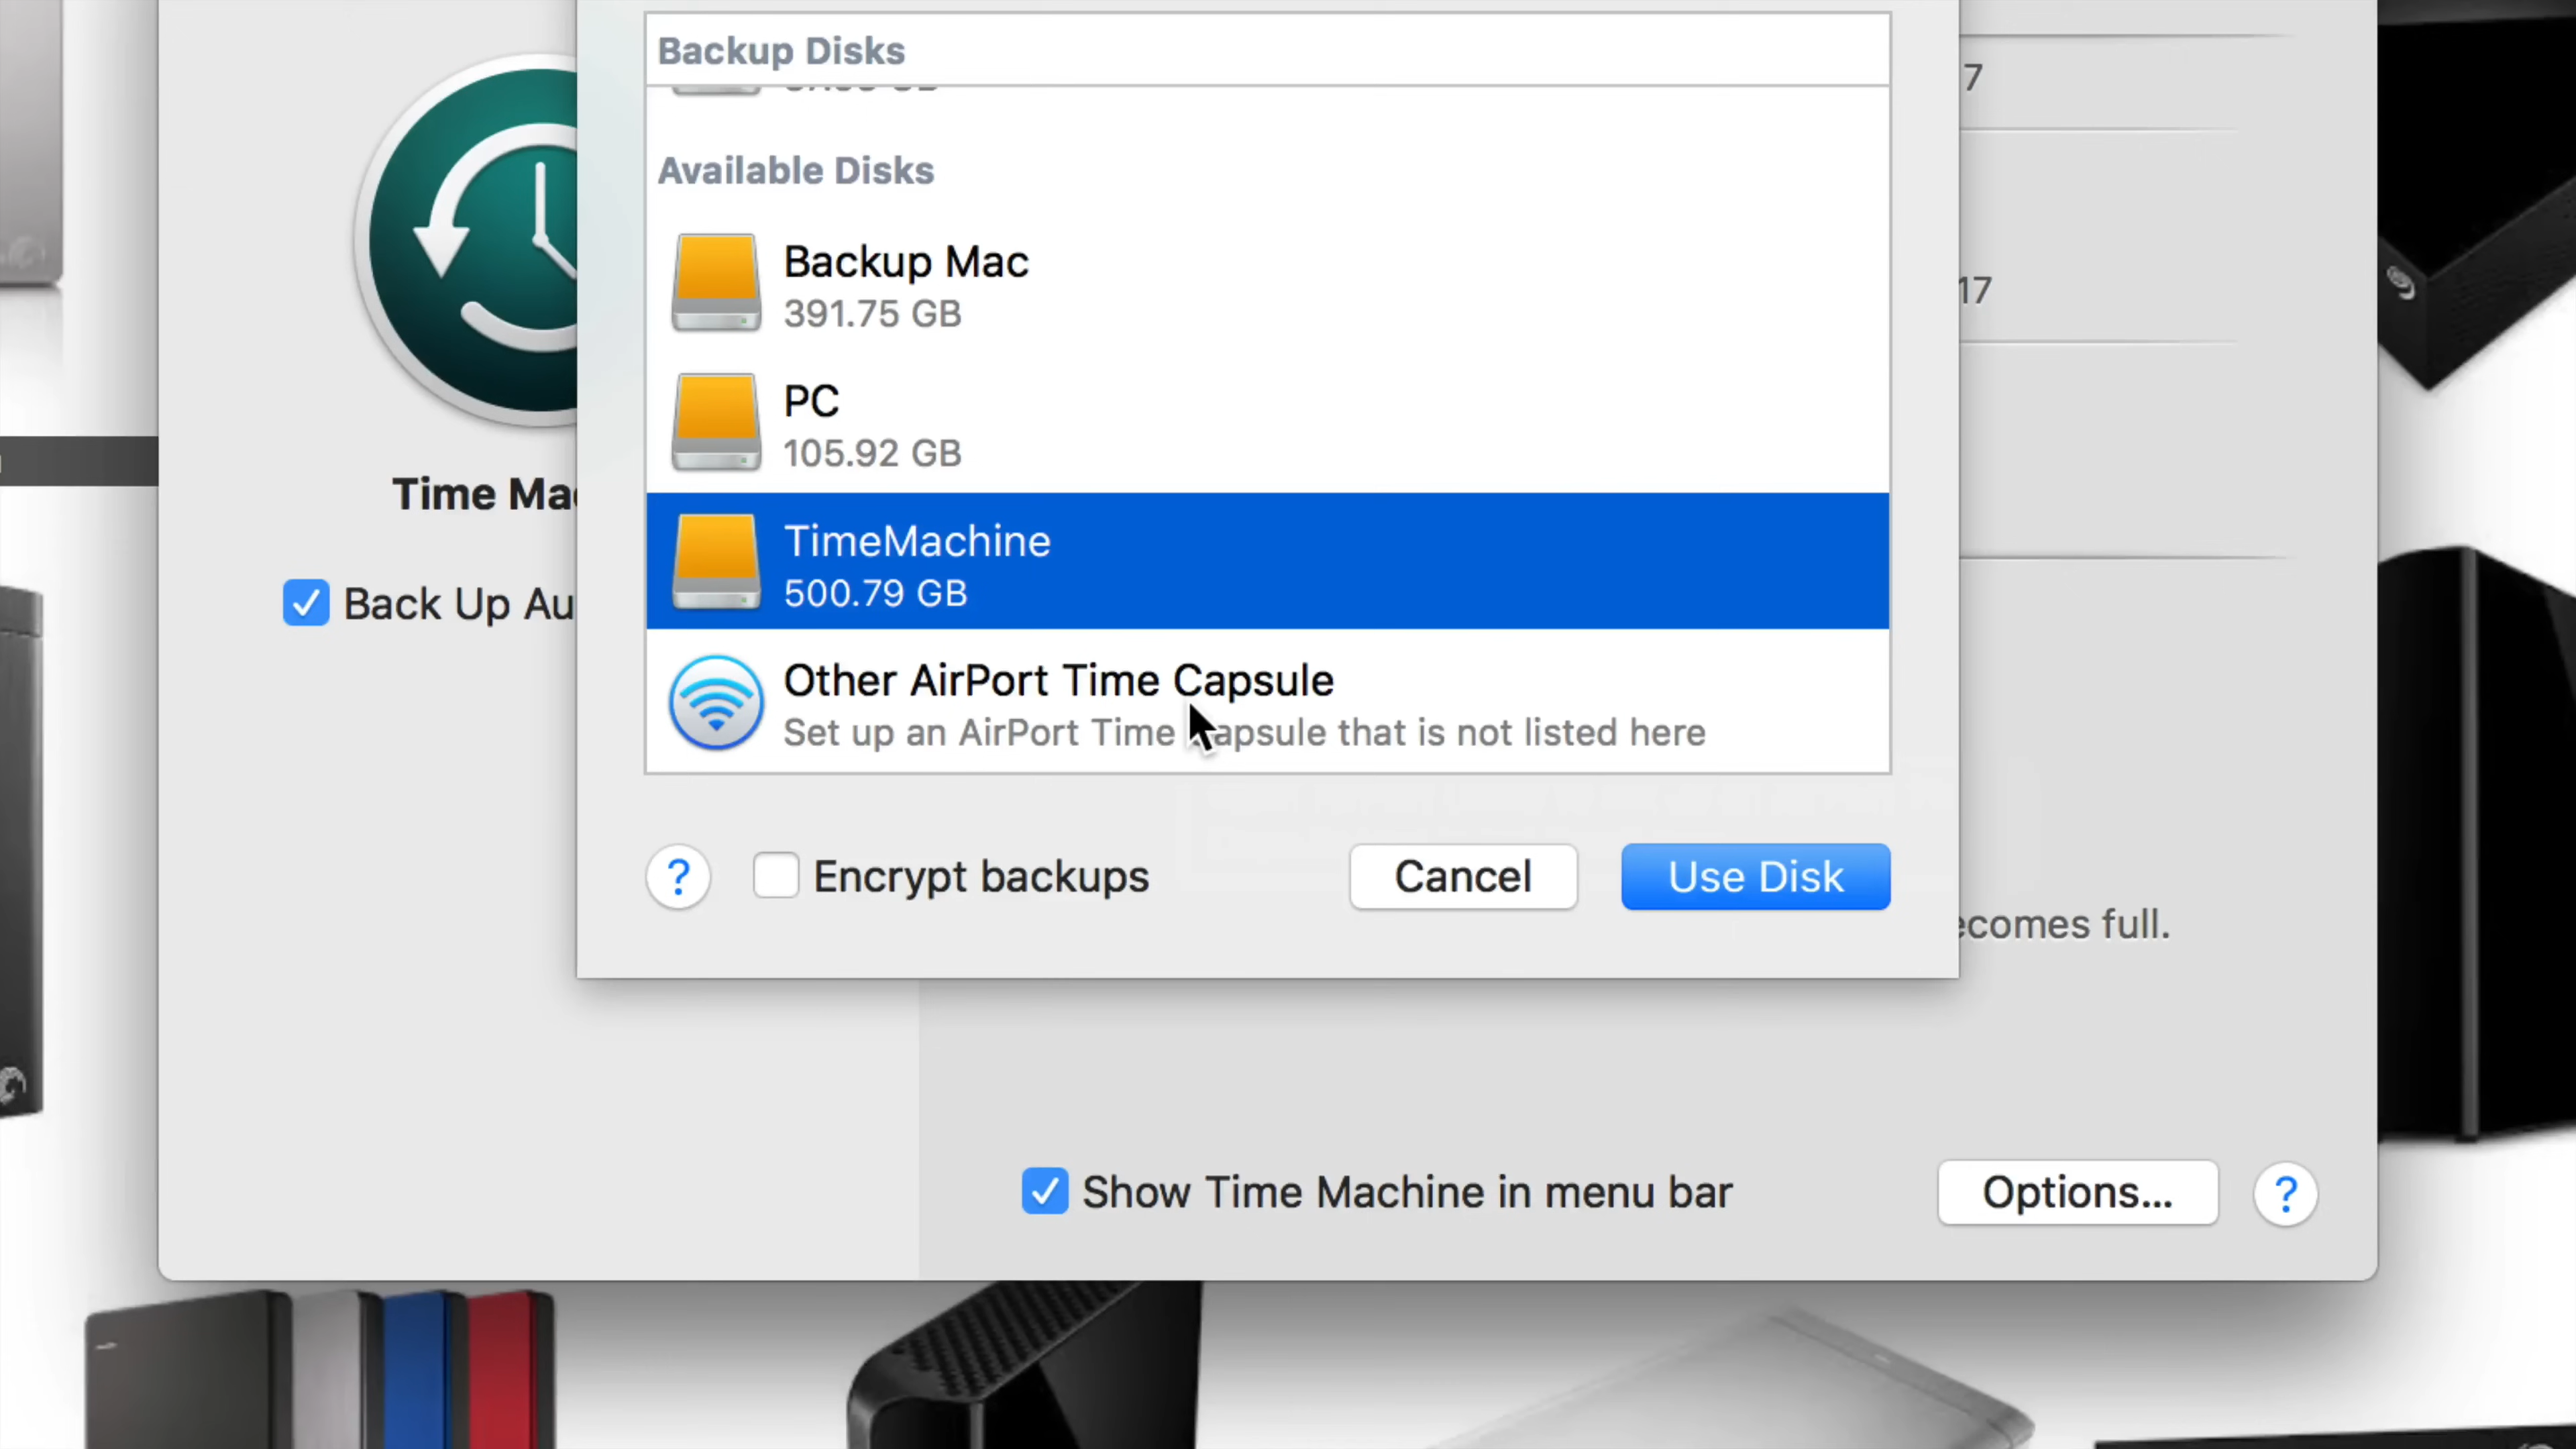 Backup Disks
Available Disks
Backup Mac
391.75 GB
PC
105.92 GB
TimeMachine
500.79 GB
Other AirPort Time Capsule
Set up an AirPort Time Capsule that is not listed here
?
Encrypt backups
Cancel
Use Disk
7
17
ecomes full.
Time Mac
Back Up Au
Show Time Machine in menu bar
Options...
?